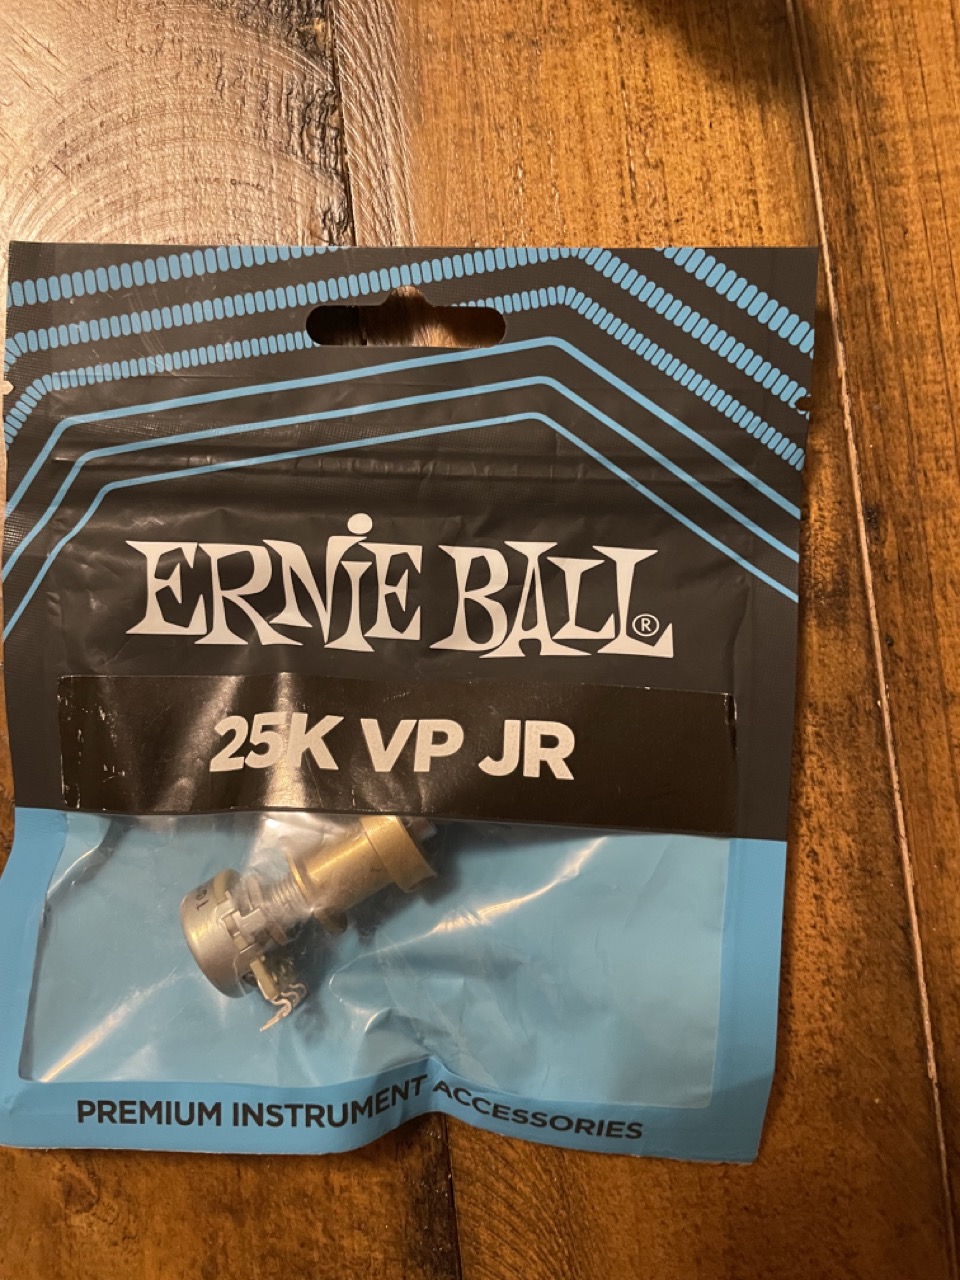 ERNiE BALL®
25K VP JR
PREMIUM INSTRUMENT ACCESSORIES